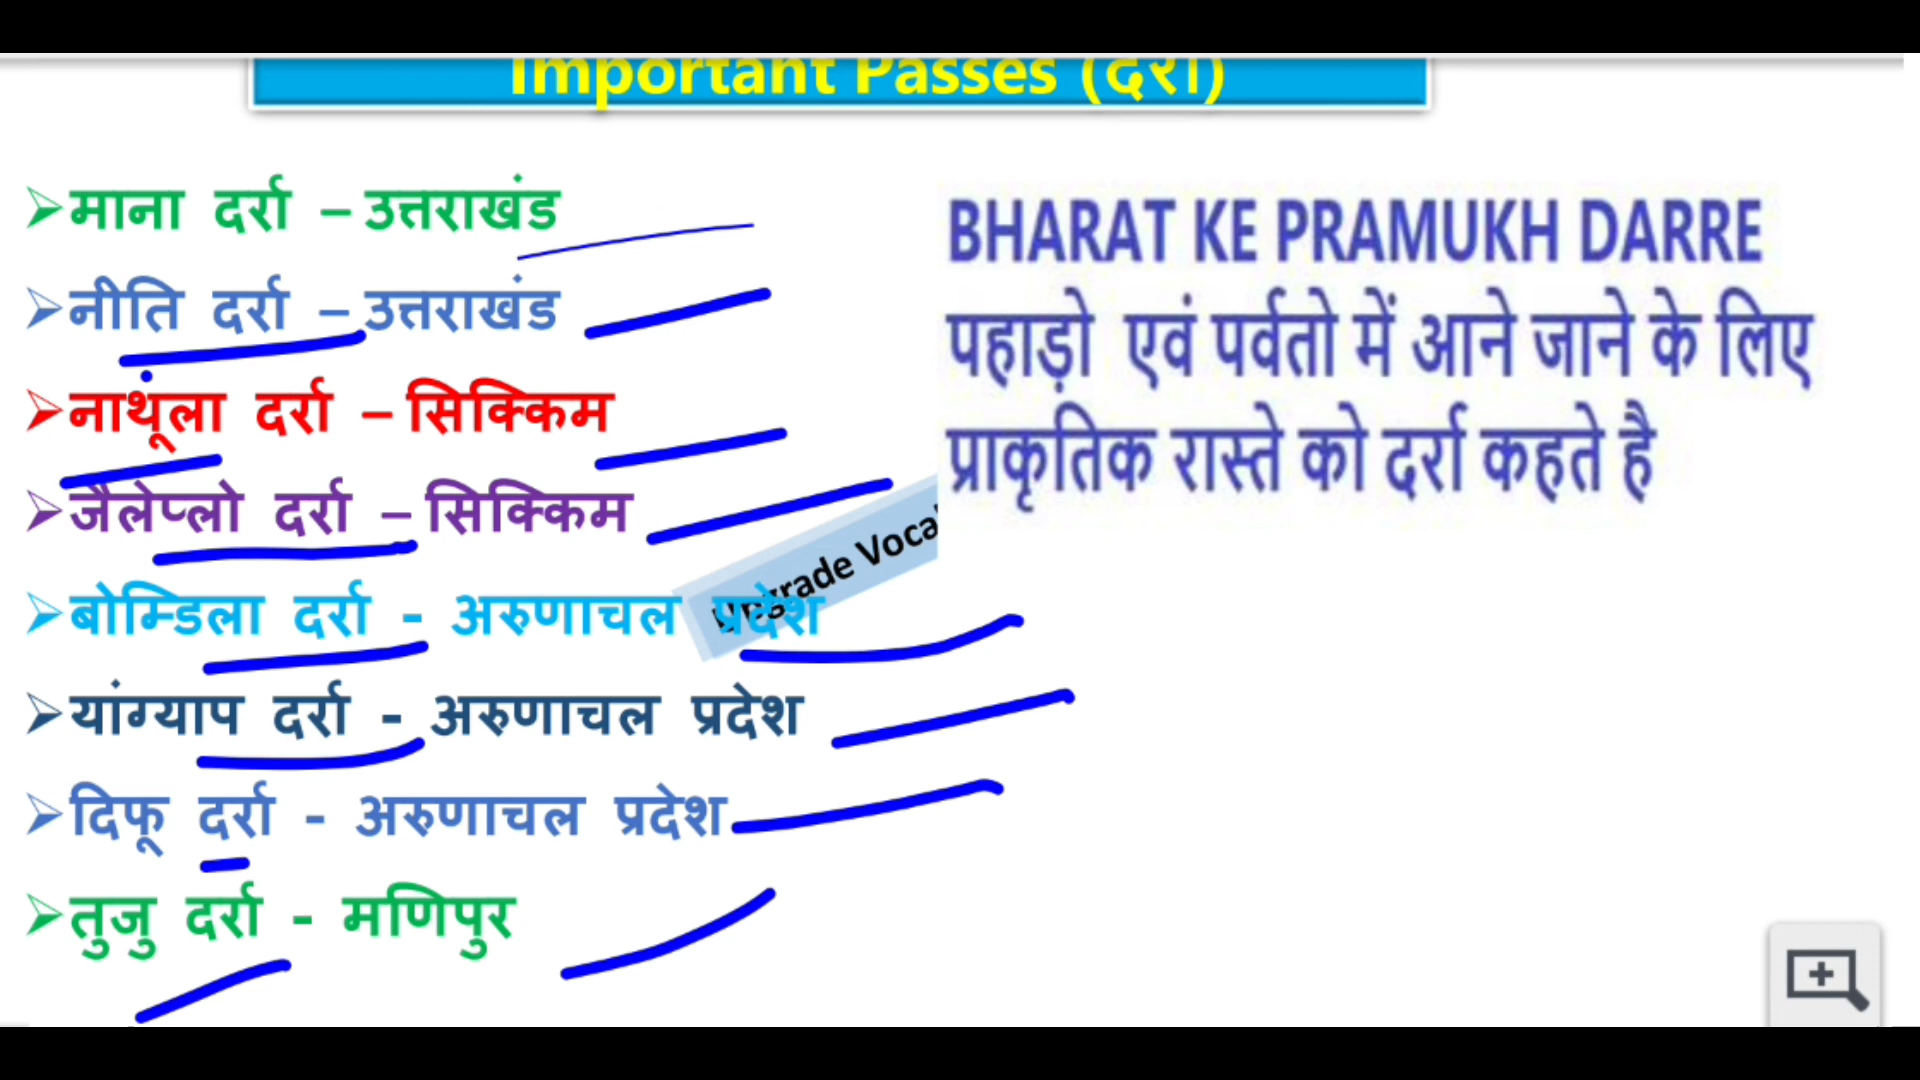 Important Passes (दर्रा)
माना दर्रा – उत्तराखंड
नीति दर्रा – उत्तराखंड
नाथूंला दर्रा – सिक्किम
जैलेप्लो दर्रा – सिक्किम
बोम्डिला दर्रा - अरुणाचल प्रदेश
यांग्याप दर्रा - अरुणाचल प्रदेश
दिफू दर्रा - अरुणाचल प्रदेश
तुजु दर्रा - मणिपुर
Upgrade
BHARAT KE PRAMUKH DARRE
पहाड़ो एवं पर्वतो में आने जाने के लिए
प्राकृतिक रास्ते को दर्रा कहते है